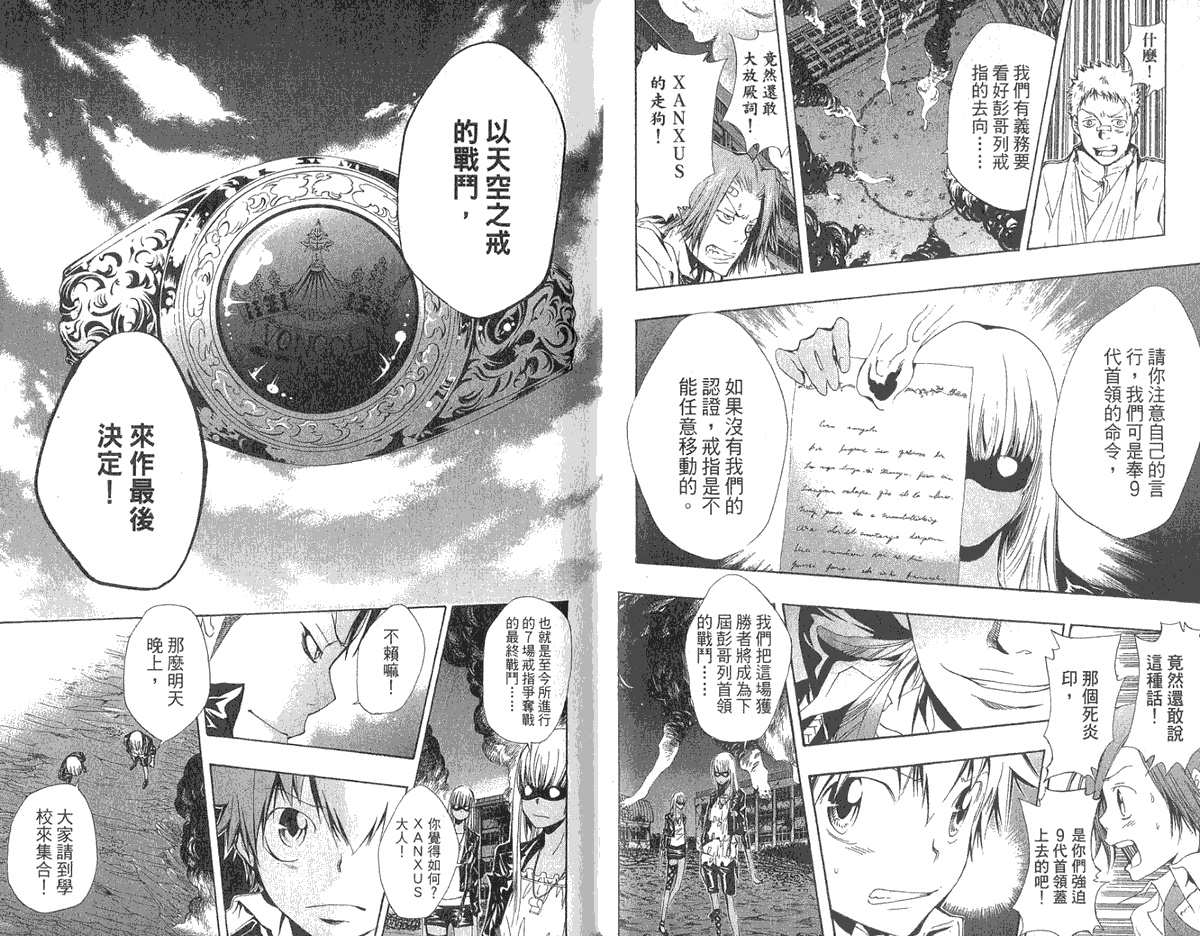 什麼！
我們有義務要
看好彭哥列戒
指的去向……
竟然還敢
大放厥詞！
XANXUS
的走狗！
請你注意自己的言
行，我們可是奉9
代首領的命令，
如果沒有我們的
認證，戒指是不
能任意移動的。
竟然還敢說
這種話！
那個死炎
印，
是你們強迫
9代首領蓋
上去的吧！
我們把這場獲
勝者將成為下
屆彭哥列首領
的戰鬥……
以天空之戒
的戰鬥，
VONGOLA
來作最後
決定！
也就是至今所進行
的7場戒指爭奪戰
的最終戰鬥……
你覺得如何？
XANXUS
大人！
不賴嘛！
那麼明天
晚上，
大家請到學
校來集合！